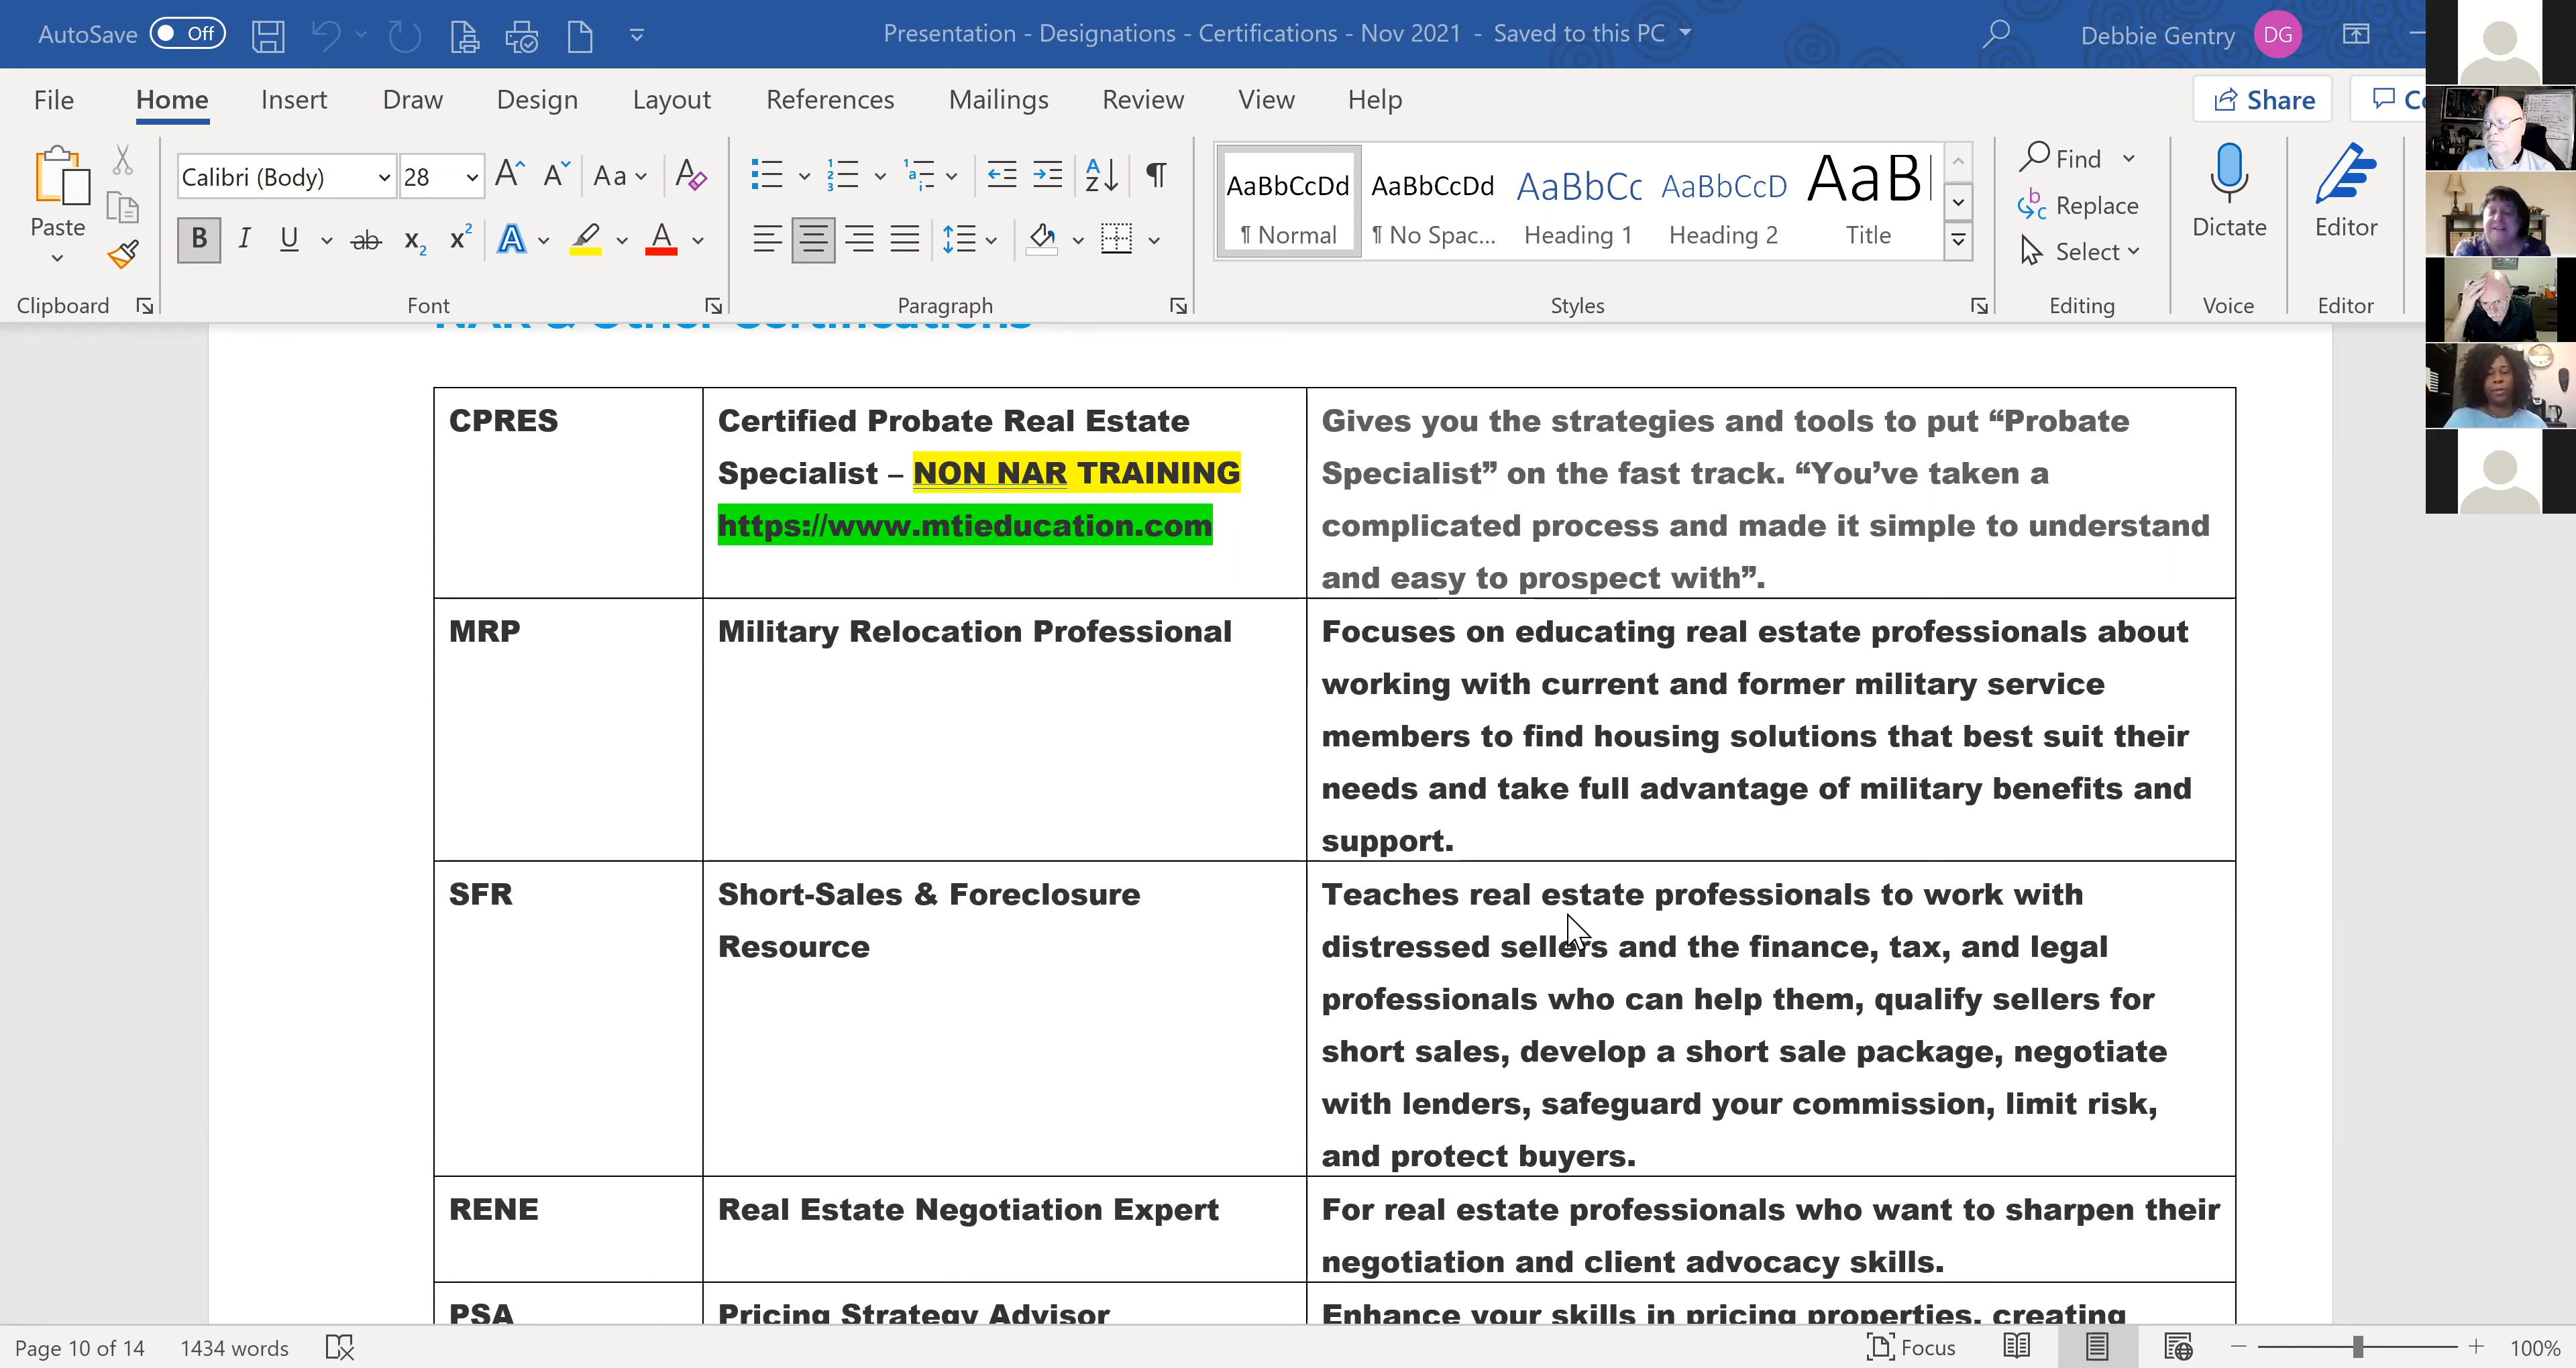 AutoSave Off Presentation - Designations - Certifications - Nov 2021 - Saved to this PC Debbie Gentry DG
File Home Insert Draw Design Layout References Mailings Review View Help Share
Paste Calibri (Body) 28 AaBbCcDd AaBbCcDd AaBbCc AaBbCcD AaB Find Replace Select Dictate Editor
¶ Normal ¶ No Spac... Heading 1 Heading 2 Title
Clipboard Font Paragraph Styles Editing Voice Editor
NAR & Other Certifications
CPRES
Certified Probate Real Estate
Specialist – NON NAR TRAINING
https://www.mtieducation.com
Gives you the strategies and tools to put “Probate
Specialist” on the fast track. “You’ve taken a
complicated process and made it simple to understand
and easy to prospect with”.
MRP
Military Relocation Professional
Focuses on educating real estate professionals about
working with current and former military service
members to find housing solutions that best suit their
needs and take full advantage of military benefits and
support.
SFR
Short-Sales & Foreclosure
Resource
Teaches real estate professionals to work with
distressed sellers and the finance, tax, and legal
professionals who can help them, qualify sellers for
short sales, develop a short sale package, negotiate
with lenders, safeguard your commission, limit risk,
and protect buyers.
RENE
Real Estate Negotiation Expert
For real estate professionals who want to sharpen their
negotiation and client advocacy skills.
PSA
Pricing Strategy Advisor
Enhance your skills in pricing properties, creating
Page 10 of 14 1434 words Focus 100%